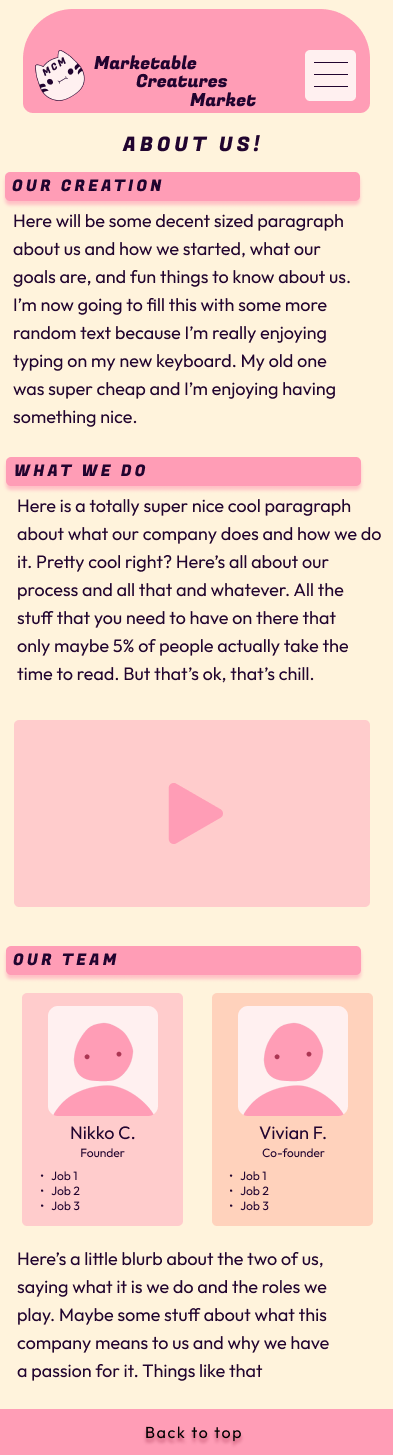 MCM
Marketable
Creatures
Market
ABOUT US!
OUR CREATION
Here will be some decent sized paragraph
about us and how we started, what our
goals are, and fun things to know about us.
I’m now going to fill this with some more
random text because I’m really enjoying
typing on my new keyboard. My old one
was super cheap and I’m enjoying having
something nice.
WHAT WE DO
Here is a totally super nice cool paragraph
about what our company does and how we do
it. Pretty cool right? Here’s all about our
process and all that and whatever. All the
stuff that you need to have on there that
only maybe 5% of people actually take the
time to read. But that’s ok, that’s chill.
OUR TEAM
Nikko C.
Founder
• Job 1
• Job 2
• Job 3
Vivian F.
Co-founder
• Job 1
• Job 2
• Job 3
Here’s a little blurb about the two of us,
saying what it is we do and the roles we
play. Maybe some stuff about what this
company means to us and why we have
a passion for it. Things like that
Back to top